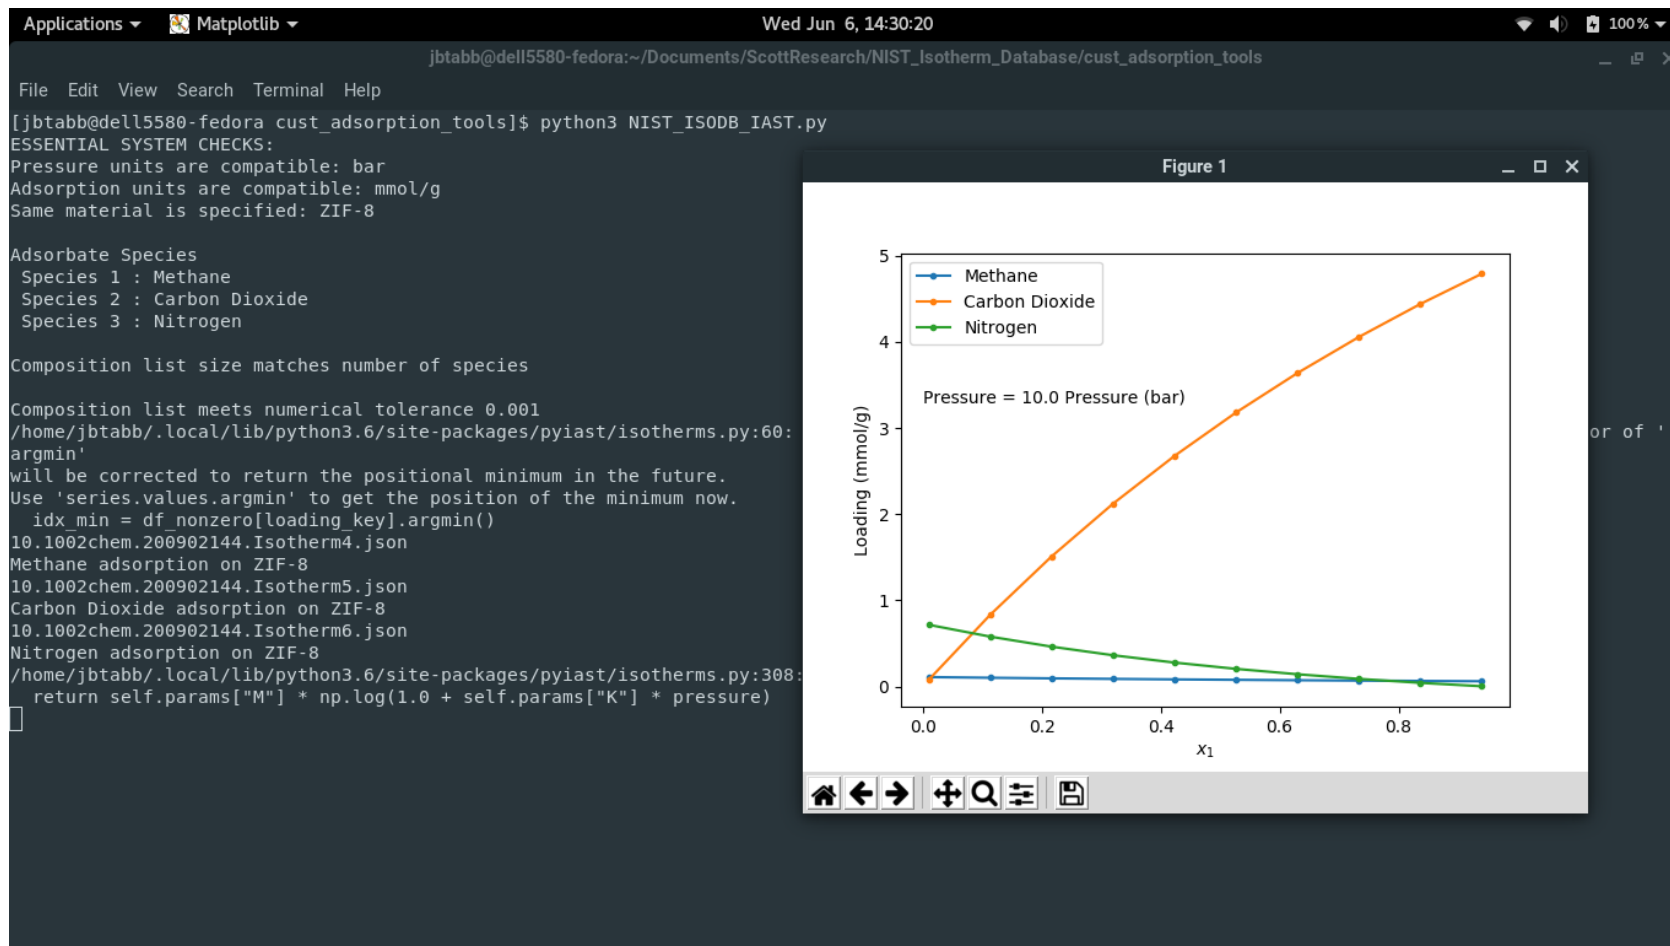 Applications Matplotlib Wed Jun 6, 14:30:20 100%
jbtabb@dell5580-fedora:~/Documents/ScottResearch/NIST_Isotherm_Database/cust_adsorption_tools
File Edit View Search Terminal Help
[jbtabb@dell5580-fedora cust_adsorption_tools]$ python3 NIST_ISODB_IAST.py
ESSENTIAL SYSTEM CHECKS:
Pressure units are compatible: bar
Adsorption units are compatible: mmol/g
Same material is specified: ZIF-8
Adsorbate Species
Species 1 : Methane
Species 2 : Carbon Dioxide
Species 3 : Nitrogen
Composition list size matches number of species
Composition list meets numerical tolerance 0.001
/home/jbtabb/.local/lib/python3.6/site-packages/pyiast/isotherms.py:60: or of '
argmin'
will be corrected to return the positional minimum in the future.
Use 'series.values.argmin' to get the position of the minimum now.
idx_min = df_nonzero[loading_key].argmin()
10.1002chem.200902144.Isotherm4.json
Methane adsorption on ZIF-8
10.1002chem.200902144.Isotherm5.json
Carbon Dioxide adsorption on ZIF-8
10.1002chem.200902144.Isotherm6.json
Nitrogen adsorption on ZIF-8
/home/jbtabb/.local/lib/python3.6/site-packages/pyiast/isotherms.py:308:
return self.params["M"] * np.log(1.0 + self.params["K"] * pressure)
Figure 1
Methane
Carbon Dioxide
Nitrogen
Pressure = 10.0 Pressure (bar)
Loading (mmol/g)
5
4
3
2
1
0
0.0 0.2 0.4 0.6 0.8
x1